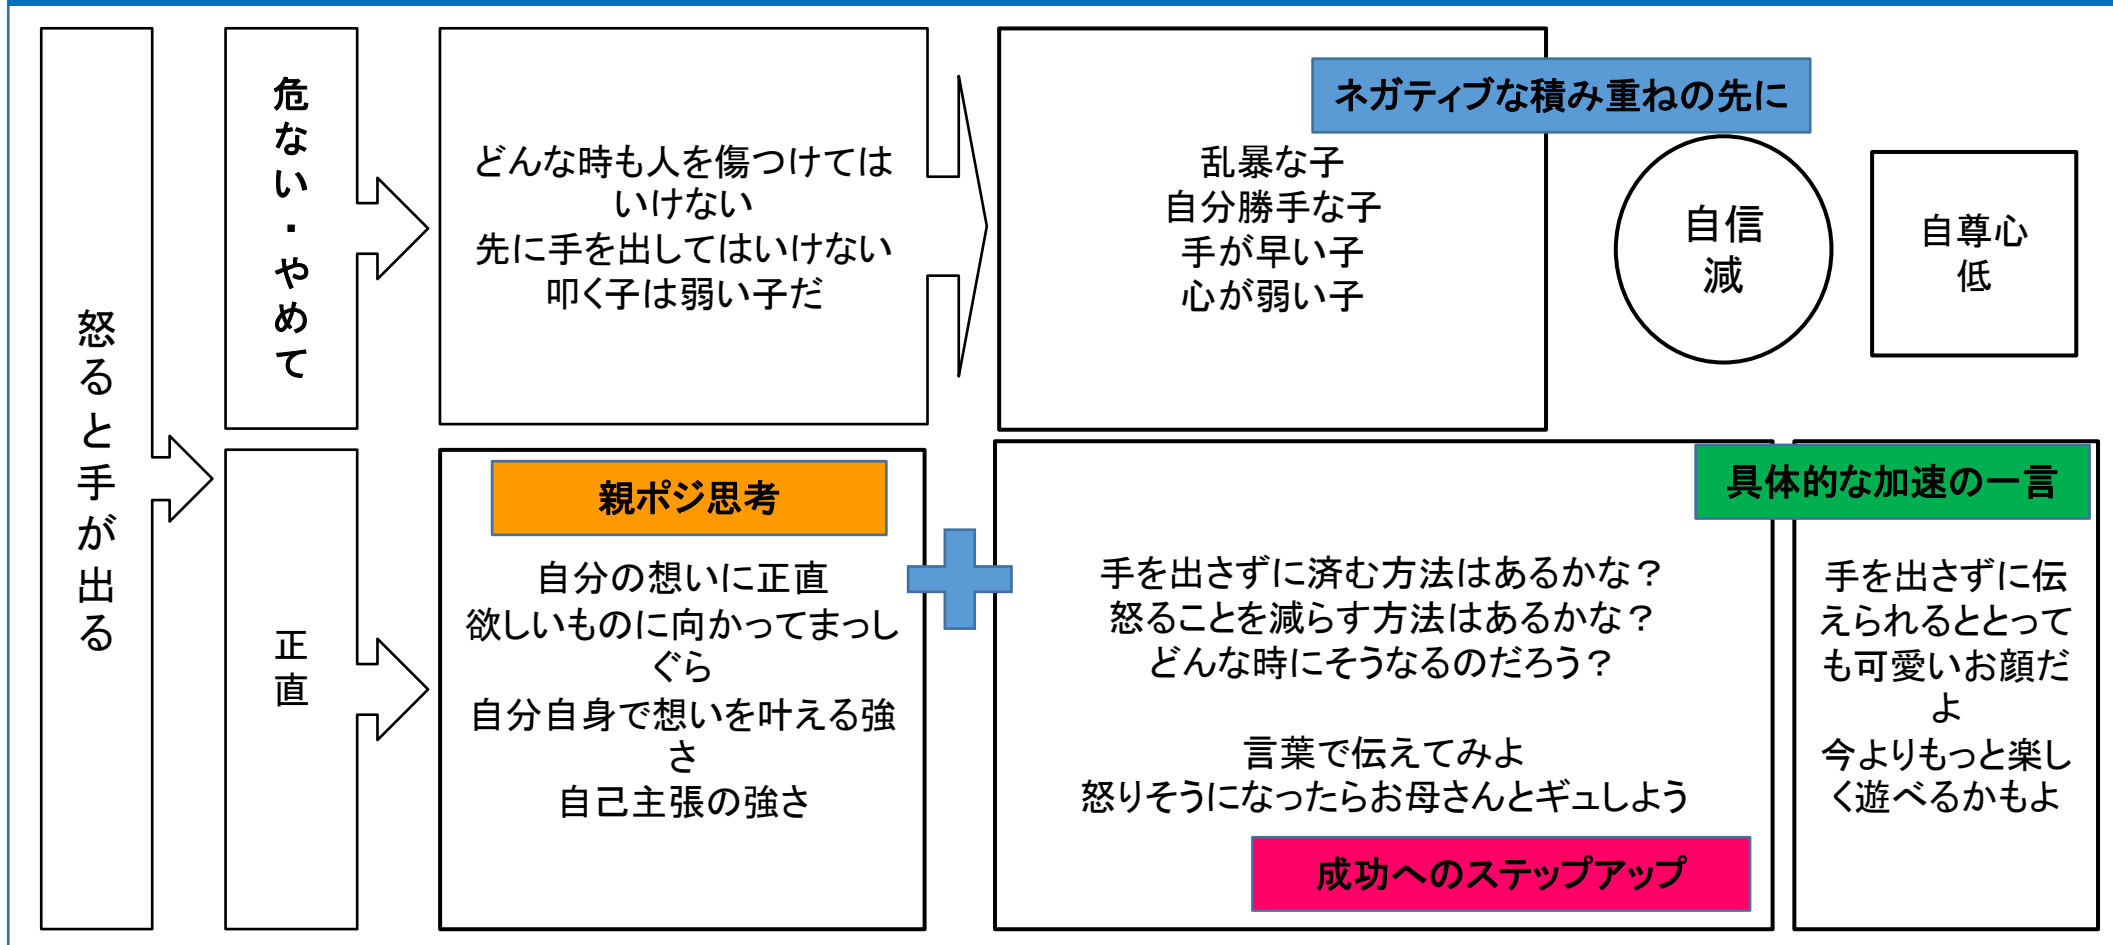 怒ると手が出る
危ない・やめて
どんな時も人を傷つけては
いけない
先に手を出してはいけない
叩く子は弱い子だ
ネガティブな積み重ねの先に
乱暴な子
自分勝手な子
手が早い子
心が弱い子
自信
減
自尊心
低
正直
親ポジ思考
自分の想いに正直
欲しいものに向かってまっし
ぐら
自分自身で想いを叶える強
さ
自己主張の強さ
手を出さずに済む方法はあるかな？
怒ることを減らす方法はあるかな？
どんな時にそうなるのだろう？
言葉で伝えてみよ
怒りそうになったらお母さんとギュしよう
成功へのステップアップ
具体的な加速の一言
手を出さずに伝
えられるととって
も可愛いお顔だ
よ
今よりもっと楽し
く遊べるかもよ